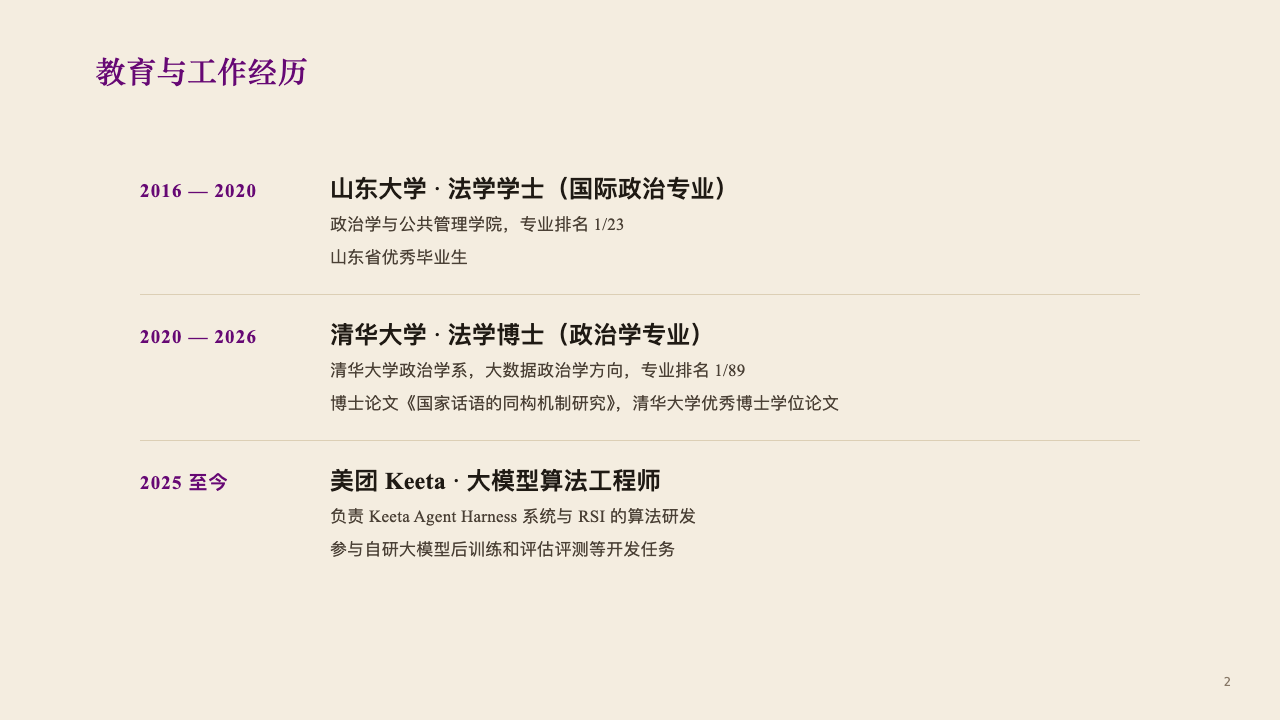 教育与工作经历
2016 — 2020
山东大学 · 法学学士（国际政治专业）
政治学与公共管理学院，专业排名 1/23
山东省优秀毕业生
2020 — 2026
清华大学 · 法学博士（政治学专业）
清华大学政治学系，大数据政治学方向，专业排名 1/89
博士论文《国家话语的同构机制研究》，清华大学优秀博士学位论文
2025 至今
美团 Keeta · 大模型算法工程师
负责 Keeta Agent Harness 系统与 RSI 的算法研发
参与自研大模型后训练和评估评测等开发任务
2